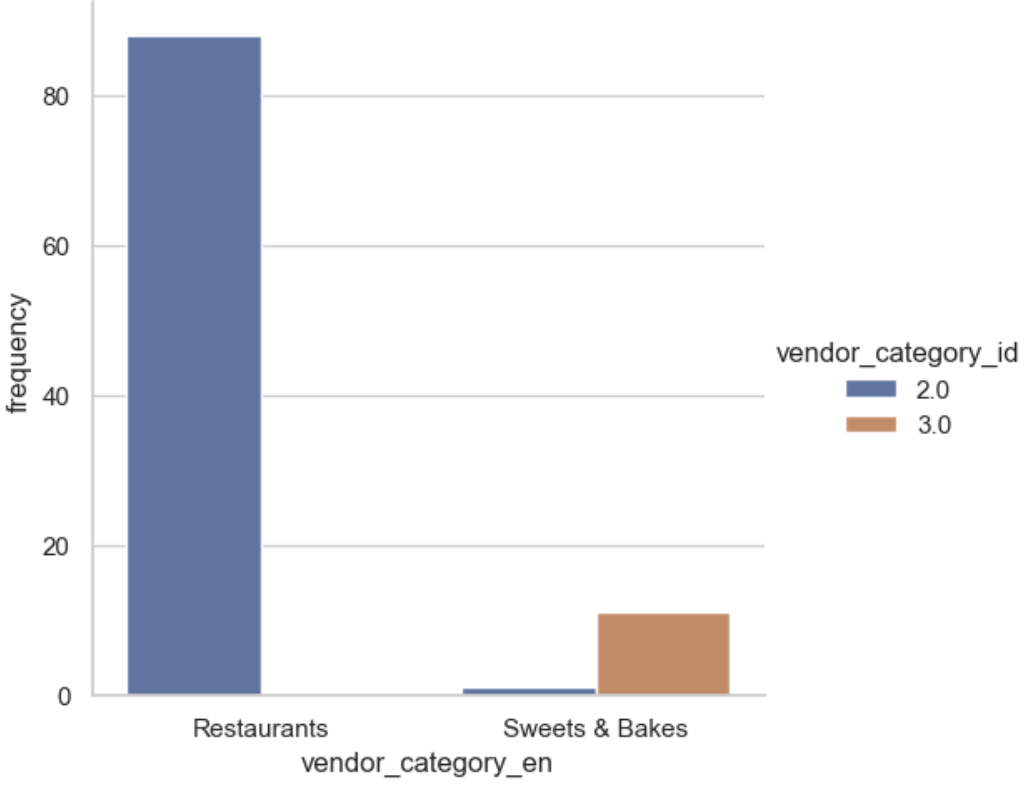 80
60
40
20
0
frequency
Restaurants
Sweets & Bakes
vendor_category_en
vendor_category_id
2.0
3.0